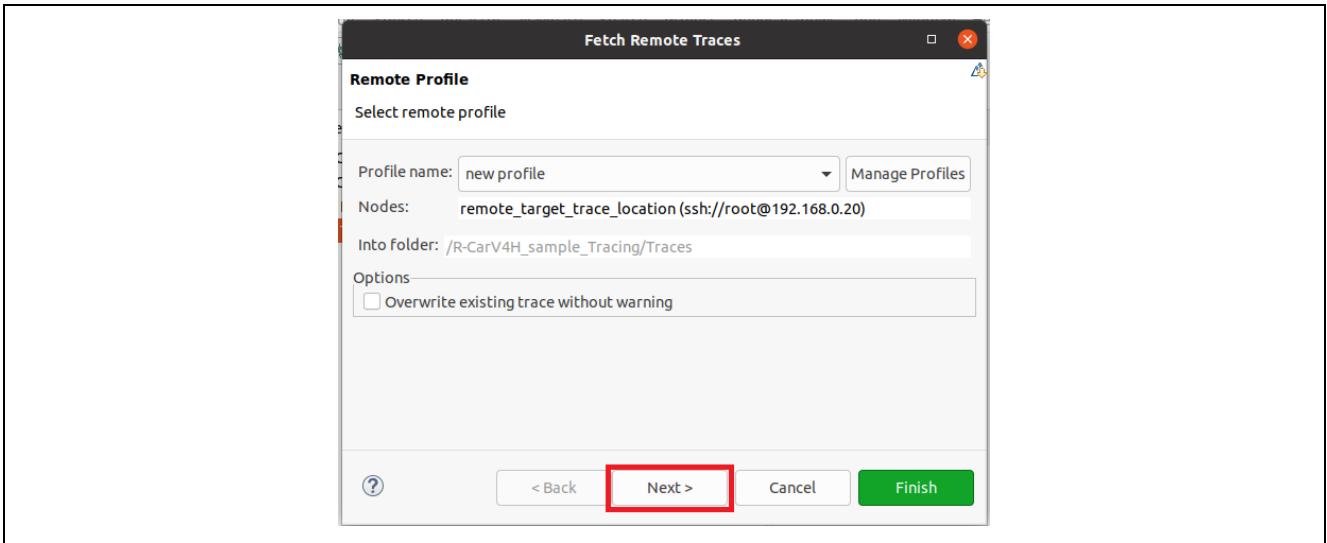 Fetch Remote Traces
Remote Profile
Select remote profile
Profile name: new profile Manage Profiles
Nodes: remote_target_trace_location (ssh://root@192.168.0.20)
Into folder: /R-CarV4H_sample_Tracing/Traces
Options
Overwrite existing trace without warning
? < Back Next > Cancel Finish